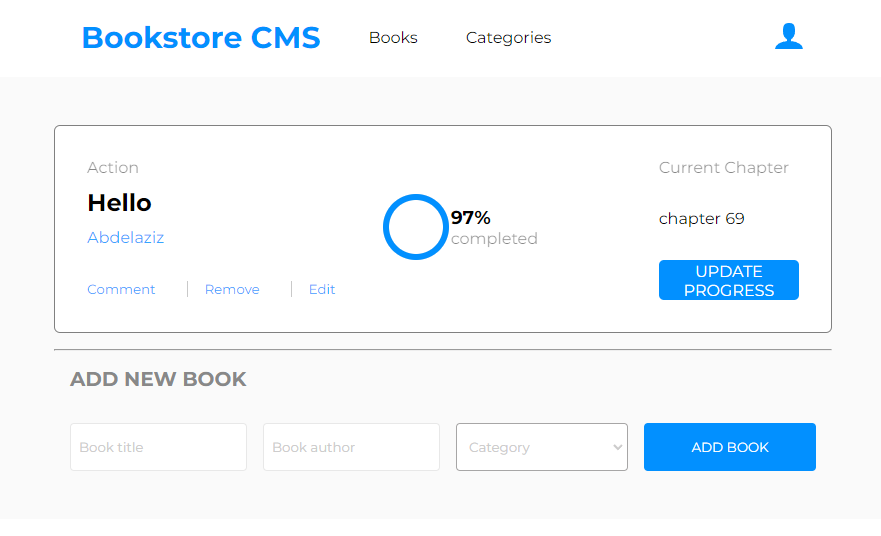 Bookstore CMS
Books
Categories
Action
Hello
Abdelaziz
Comment
Remove
Edit
97%
completed
Current Chapter
chapter 69
UPDATE
PROGRESS
ADD NEW BOOK
Book title
Book author
Category
ADD BOOK